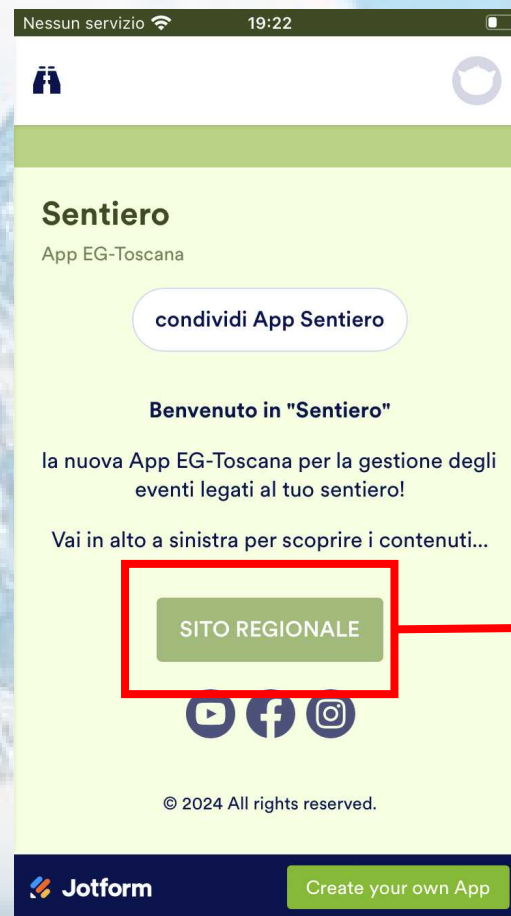 Nessun servizio 19:22
Sentiero
App EG-Toscana
condividi App Sentiero
Benvenuto in "Sentiero"
la nuova App EG-Toscana per la gestione degli
eventi legati al tuo sentiero!
Vai in alto a sinistra per scoprire i contenuti...
SITO REGIONALE
© 2024 All rights reserved.
Jotform
Create your own App